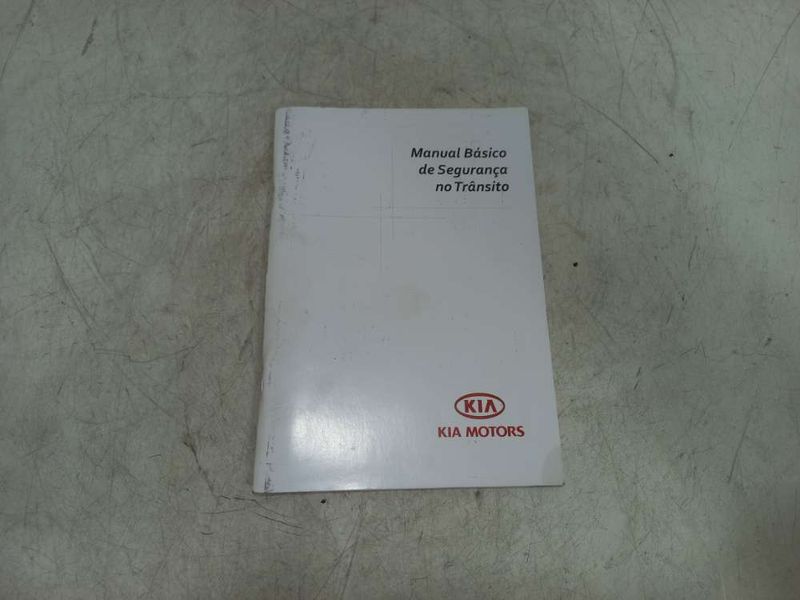 Manual Básico
de Segurança
no Trânsito
KIA
KIA MOTORS